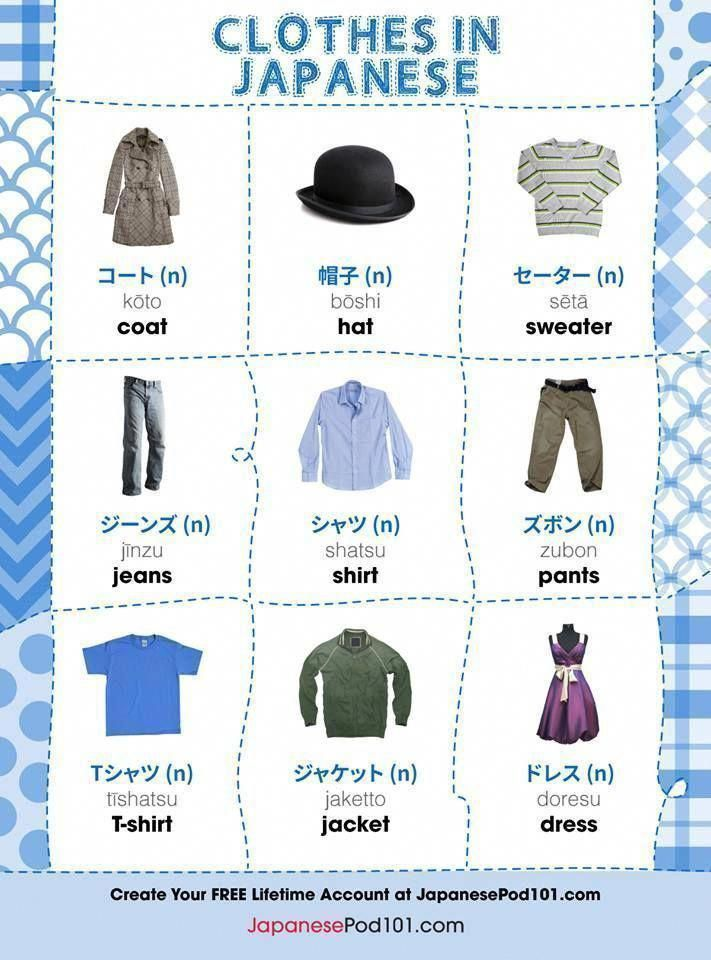 CLOTHES IN
JAPANESE
コート (n)
kōto
coat
帽子 (n)
bōshi
hat
セーター (n)
sētā
sweater
ジーンズ (n)
jīnzu
jeans
シャツ (n)
shatsu
shirt
ズボン (n)
zubon
pants
Tシャツ (n)
tīshatsu
T-shirt
ジャケット (n)
jaketto
jacket
ドレス (n)
doresu
dress
Create Your FREE Lifetime Account at JapanesePod101.com
JapanesePod101.com